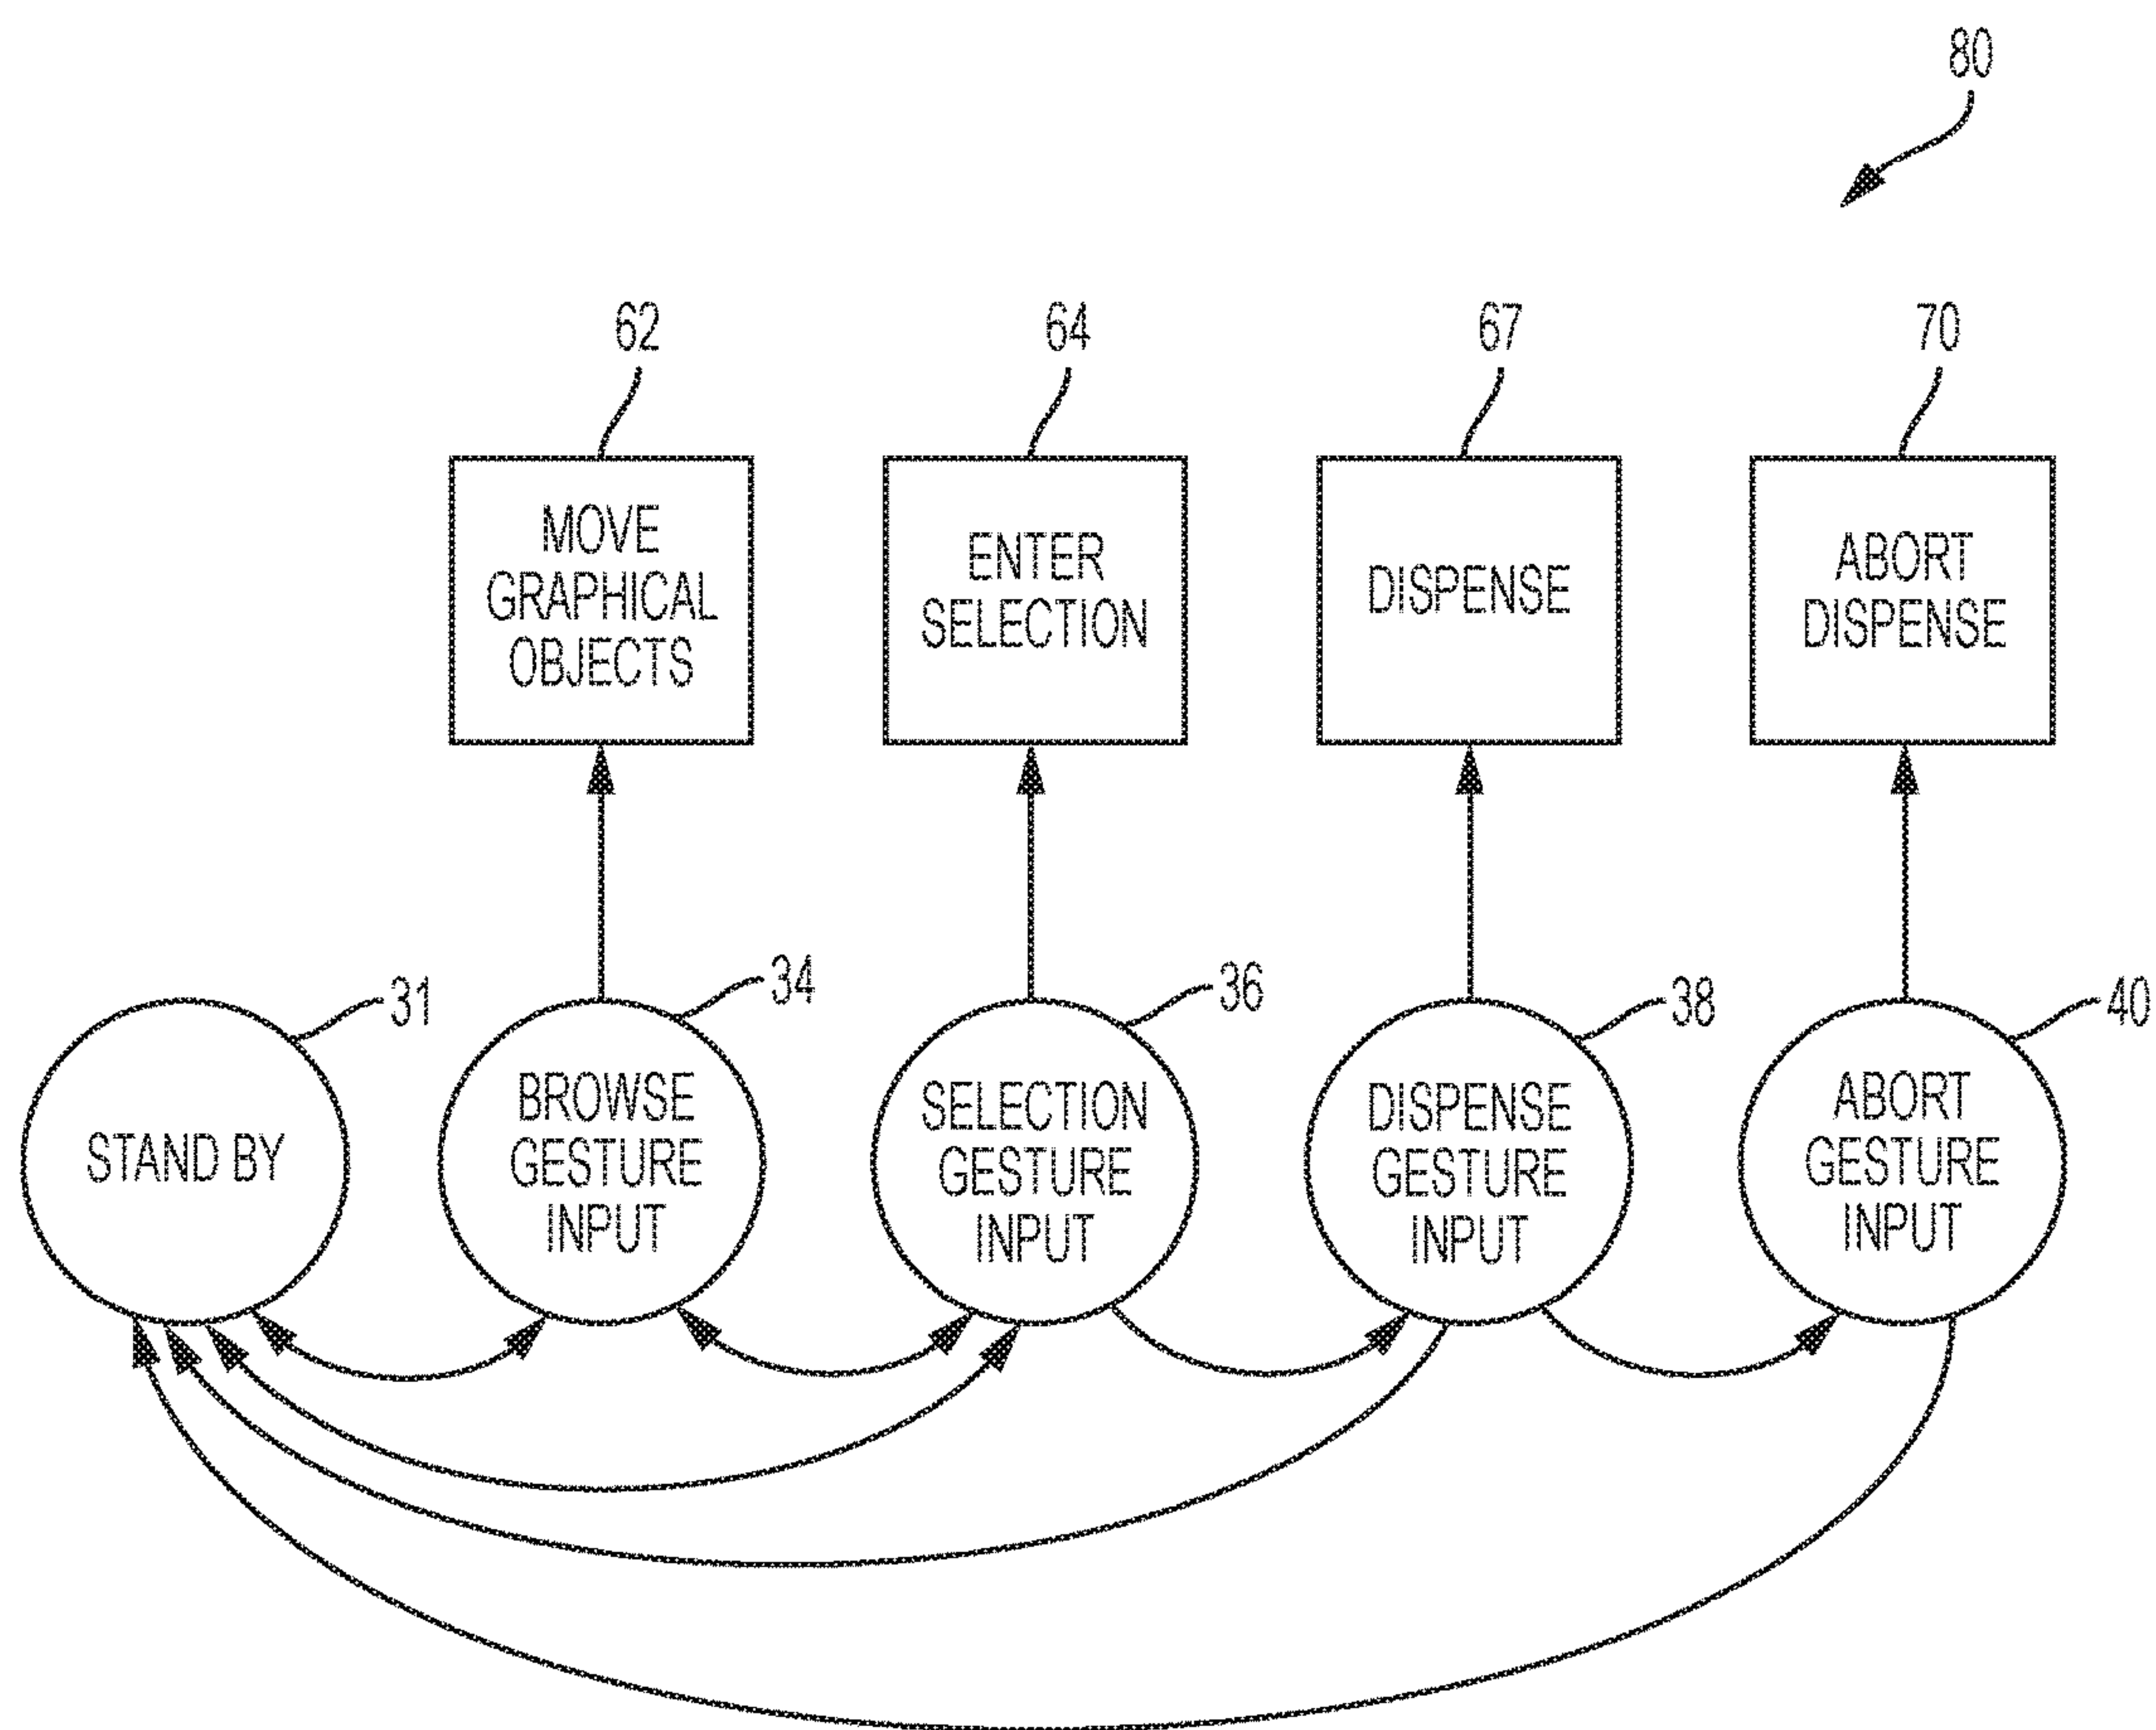 80
62
64
67
70
MOVE
GRAPHICAL
OBJECTS
ENTER
SELECTION
DISPENSE
ABORT
DISPENSE
31
34
36
38
40
STAND BY
BROWSE
GESTURE
INPUT
SELECTION
GESTURE
INPUT
DISPENSE
GESTURE
INPUT
ABORT
GESTURE
INPUT